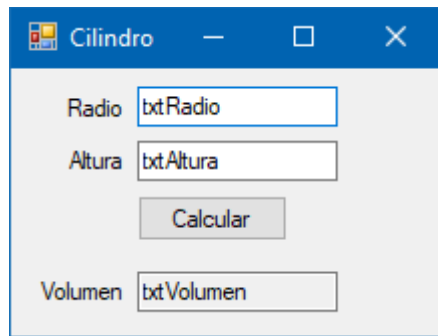 Cilindro
Radio txtRadio
Altura txtAltura
Calcular
Volumen txtVolumen